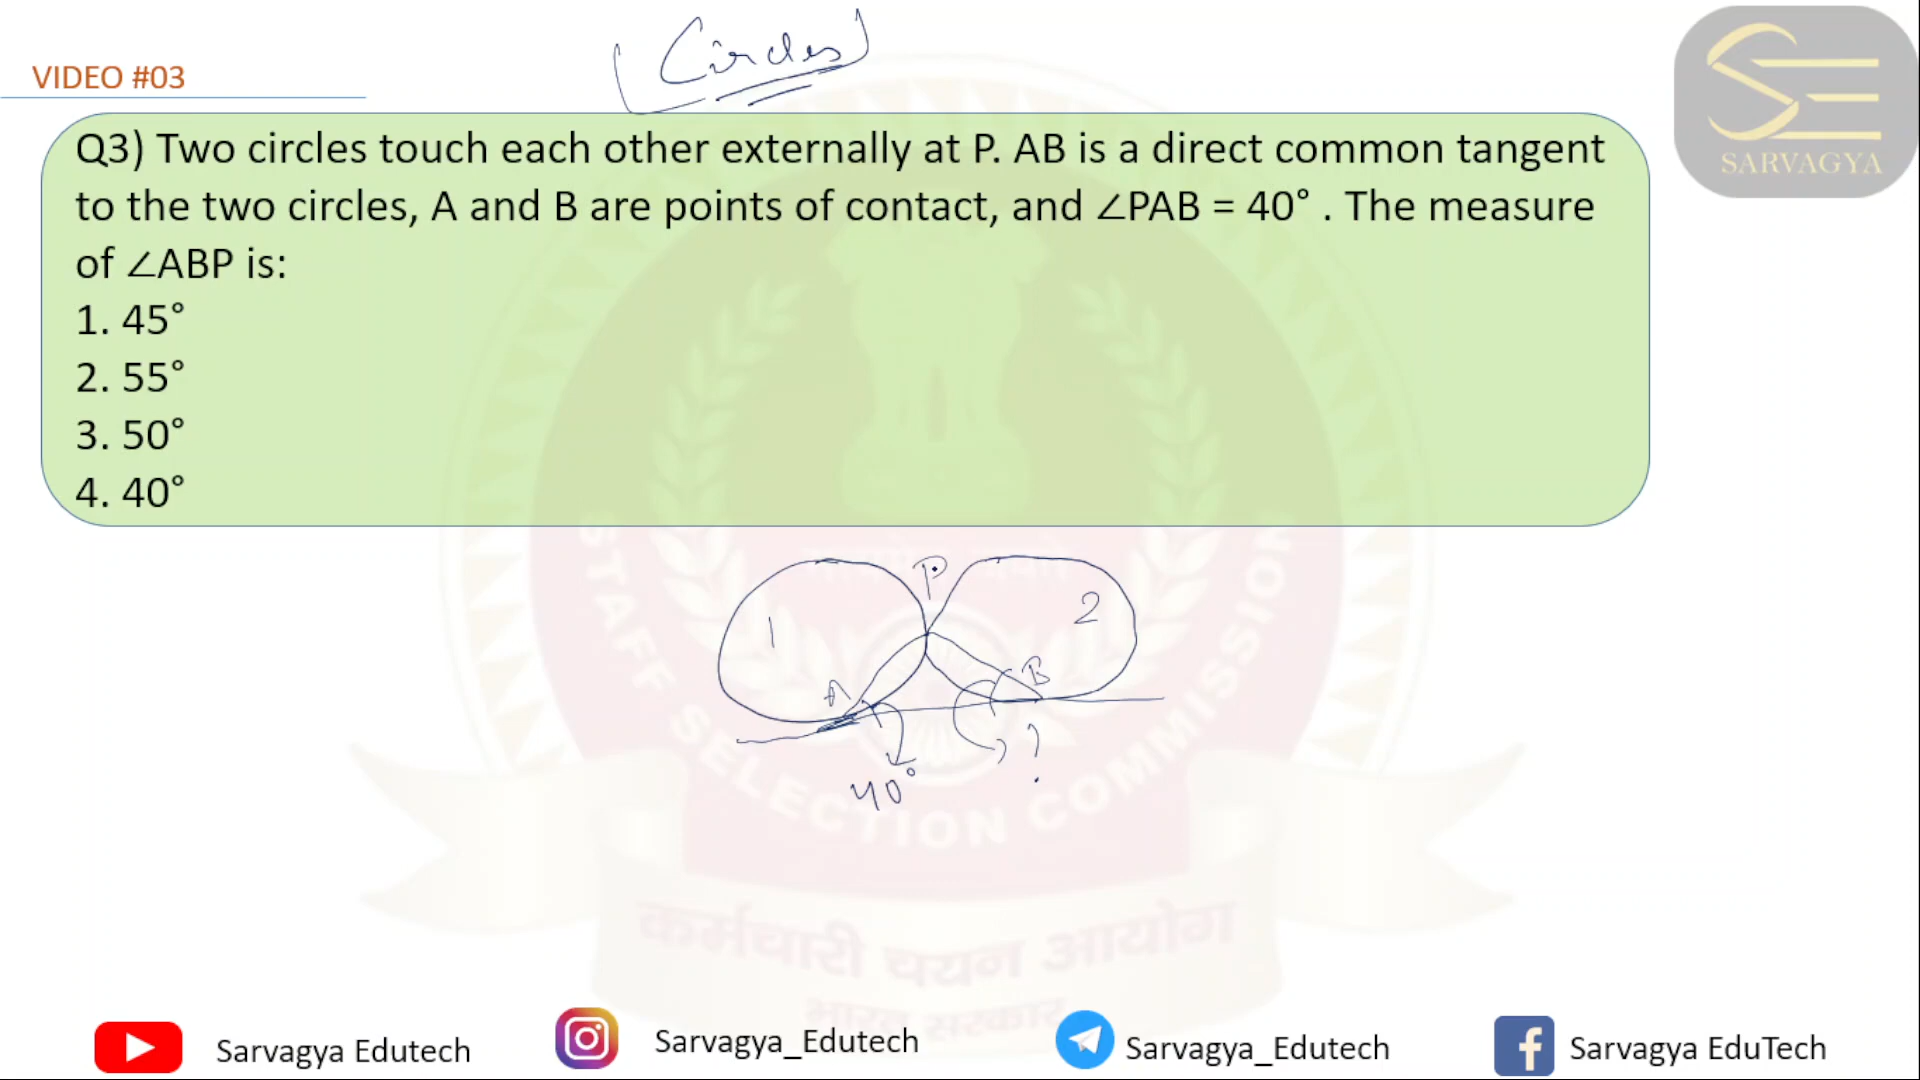 [Circles]
VIDEO #03
SARVAGYA
Q3) Two circles touch each other externally at P. AB is a direct common tangent
to the two circles, A and B are points of contact, and ∠PAB = 40° . The measure
of ∠ABP is:
1. 45°
2. 55°
3. 50°
4. 40°
P
1
2
A
B
?
40°
STAFF SELECTION COMMISSION
कर्मचारी चयन आयोग
भारत सरकार
Sarvagya Edutech
Sarvagya_Edutech
Sarvagya_Edutech
Sarvagya EduTech